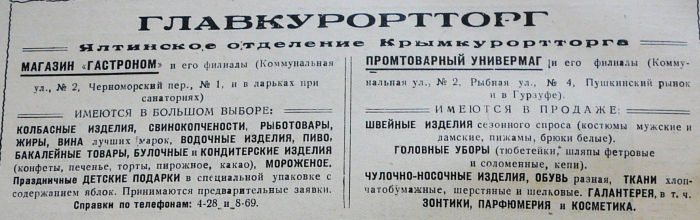 ГЛАВКУРОРТТОРГ
Ялтинское отделение Крымкурортторга
МАГАЗИН «ГАСТРОНОМ» и его филиалы (Коммунальная
ул., № 2, Черноморский пер., № 1, и в ларьках при
санаториях)
ИМЕЮТСЯ В БОЛЬШОМ ВЫБОРЕ:
КОЛБАСНЫЕ ИЗДЕЛИЯ, СВИНОКОПЧЕНОСТИ, РЫБОТОВАРЫ,
ЖИРЫ, ВИНА лучших марок, ВОДОЧНЫЕ ИЗДЕЛИЯ, ПИВО,
БАКАЛЕЙНЫЕ ТОВАРЫ, БУЛОЧНЫЕ и КОНДИТЕРСКИЕ ИЗДЕЛИЯ
(конфеты, печенье, торты, пирожное, какао), МОРОЖЕНОЕ.
Праздничные ДЕТСКИЕ ПОДАРКИ в специальной упаковке с
содержанием яблок. Принимаются предварительные заявки.
Справки по телефонам: 4-28 и 8-69.
ПРОМТОВАРНЫЙ УНИВЕРМАГ и его филиалы (Комму-
нальная ул., № 2, Рыбная ул., № 4, Пушкинский рынок
и в Гурзуфе).
ИМЕЮТСЯ В ПРОДАЖЕ:
ШВЕЙНЫЕ ИЗДЕЛИЯ сезонного спроса (костюмы мужские и
дамские, пижамы, брюки белые).
ГОЛОВНЫЕ УБОРЫ (тюбетейки, шляпы фетровые
и соломенные, кепи).
ЧУЛОЧНО-НОСОЧНЫЕ ИЗДЕЛИЯ, ОБУВЬ разная, ТКАНИ хлоп-
чатобумажные, шерстяные и шелковые. ГАЛАНТЕРЕЯ, в т. ч.
ЗОНТИКИ, ПАРФЮМЕРИЯ и КОСМЕТИКА.